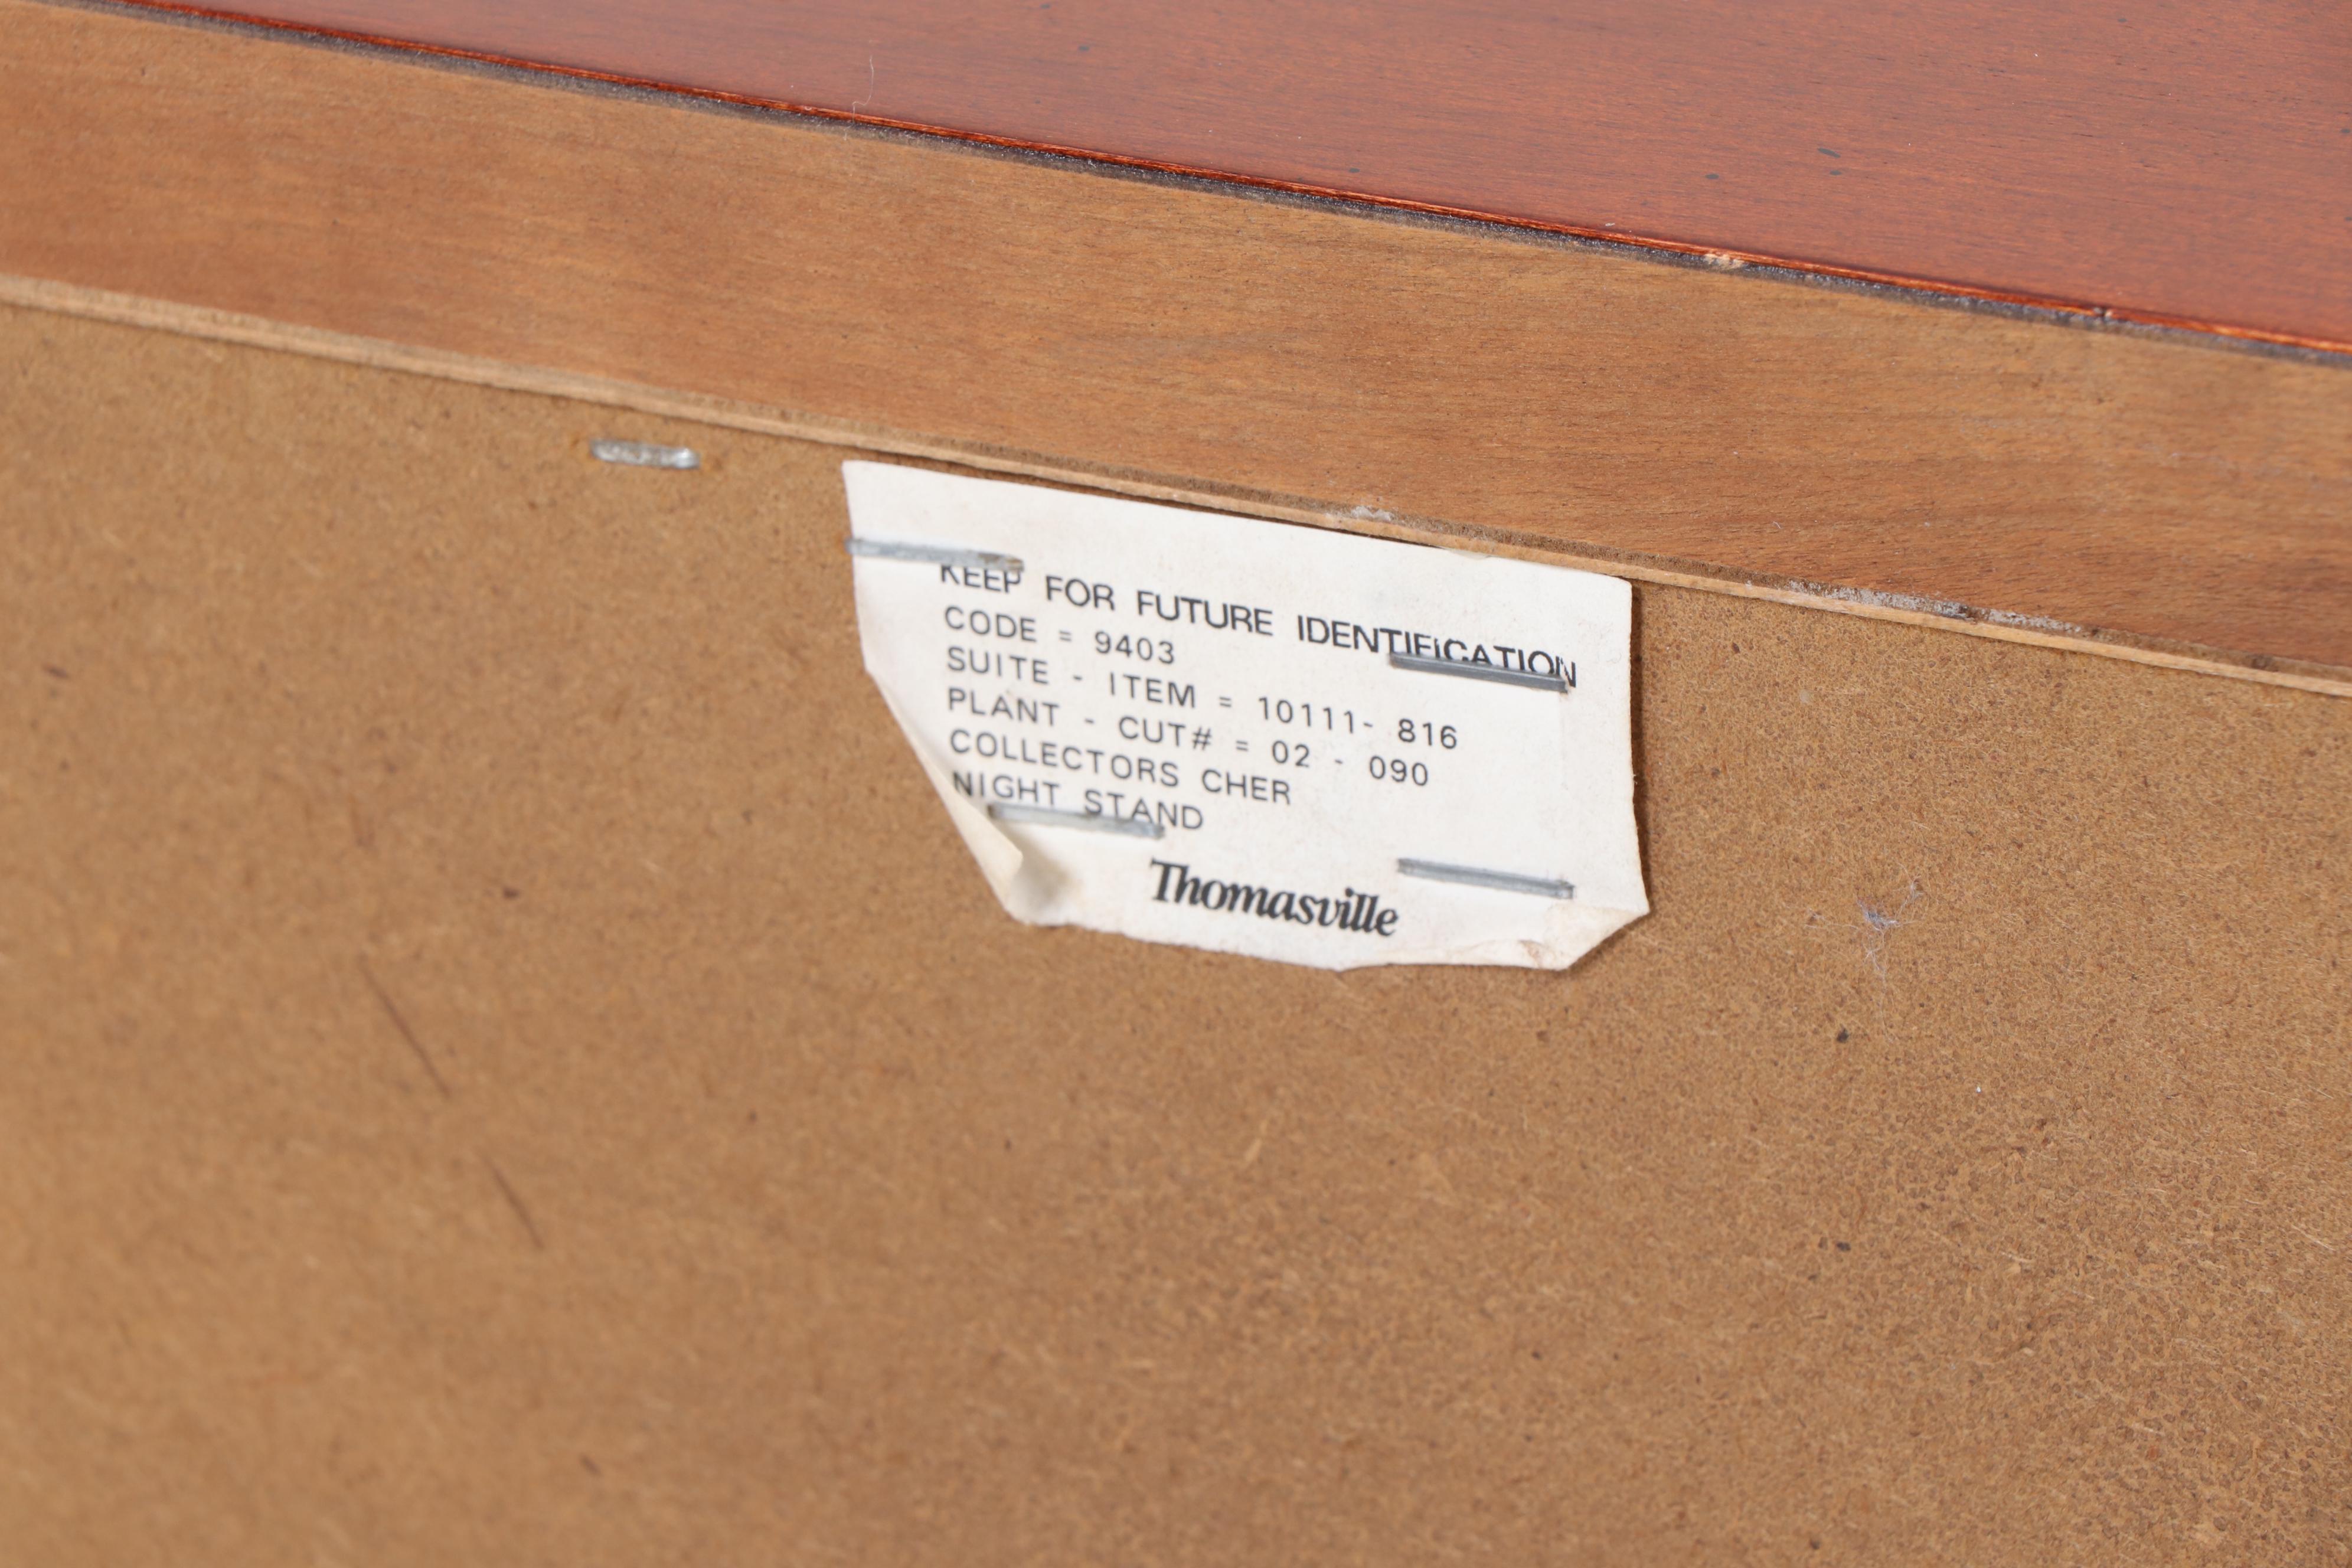 KEEP FOR FUTURE IDENTIFICATION
CODE = 9403
SUITE - ITEM = 10111- 816
PLANT - CUT# = 02 - 090
COLLECTORS CHER
NIGHT STAND
Thomasville